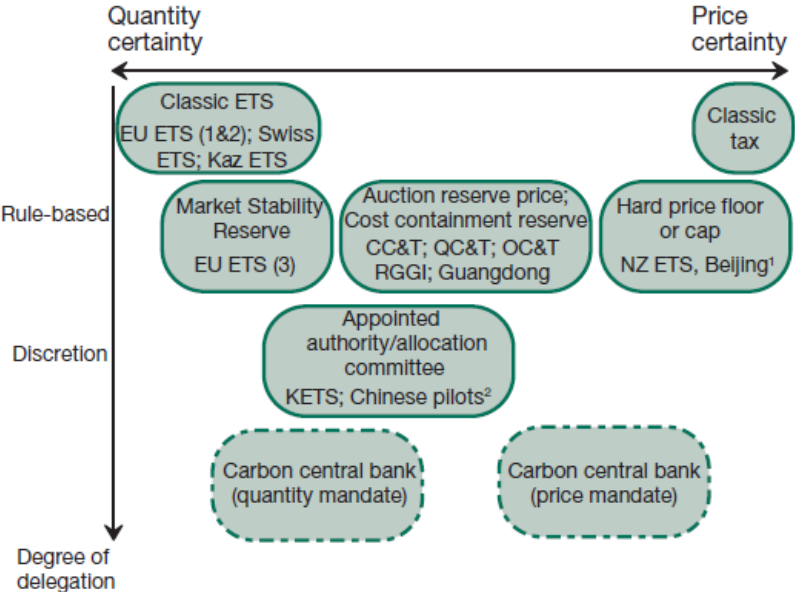 Quantity
certainty
Price
certainty
Classic ETS
EU ETS (1&2); Swiss
ETS; Kaz ETS
Classic
tax
Rule-based
Market Stability
Reserve
EU ETS (3)
Auction reserve price;
Cost containment reserve
CC&T; QC&T; OC&T
RGGI; Guangdong
Hard price floor
or cap
NZ ETS, Beijing¹
Discretion
Appointed
authority/allocation
committee
KETS; Chinese pilots²
Carbon central bank
(quantity mandate)
Carbon central bank
(price mandate)
Degree of
delegation